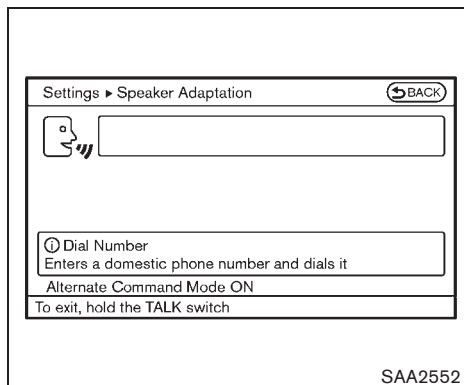 Settings ▸ Speaker Adaptation BACK
Dial Number
Enters a domestic phone number and dials it
Alternate Command Mode ON
To exit, hold the TALK switch
SAA2552